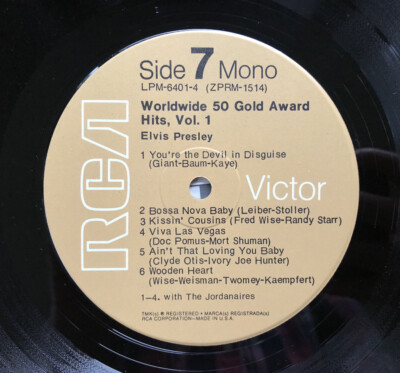 Side 7 Mono
LPM-6401-4 (ZPRM-1514)
Worldwide 50 Gold Award
Hits, Vol. 1
Elvis Presley
1 You're the Devil in Disguise
(Giant-Baum-Kaye)
RCA
Victor
2 Bossa Nova Baby (Leiber-Stoller)
3 Kissin' Cousins (Fred Wise-Randy Starr)
4 Viva Las Vegas
(Doc Pomus-Mort Shuman)
5 Ain't That Loving You Baby
(Clyde Otis-Ivory Joe Hunter)
6 Wooden Heart
(Wise-Weisman-Twomey-Kaempfert)
1–4. with The Jordanaires
TMK(s) ® REGISTERED • MARCA(s) REGISTRADA(s)
RCA CORPORATION—MADE IN U.S.A.